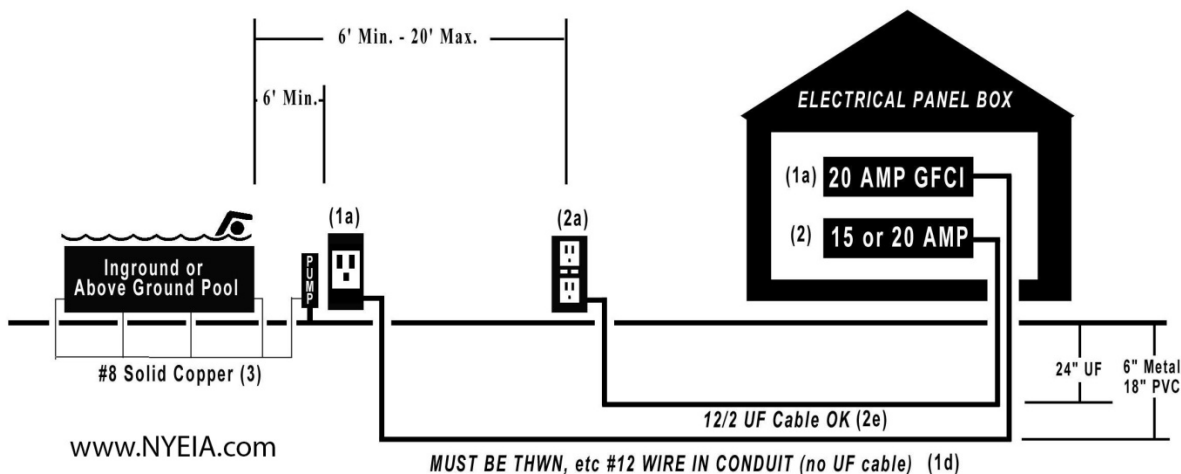 6' Min. - 20' Max.
6' Min.
ELECTRICAL PANEL BOX
(1a) 20 AMP GFCI
(2) 15 or 20 AMP
(1a)
(2a)
Inground or
Above Ground Pool
PUMP
#8 Solid Copper (3)
24" UF
6" Metal
18" PVC
12/2 UF Cable OK (2e)
www.NYEIA.com
MUST BE THWN, etc #12 WIRE IN CONDUIT (no UF cable) (1d)